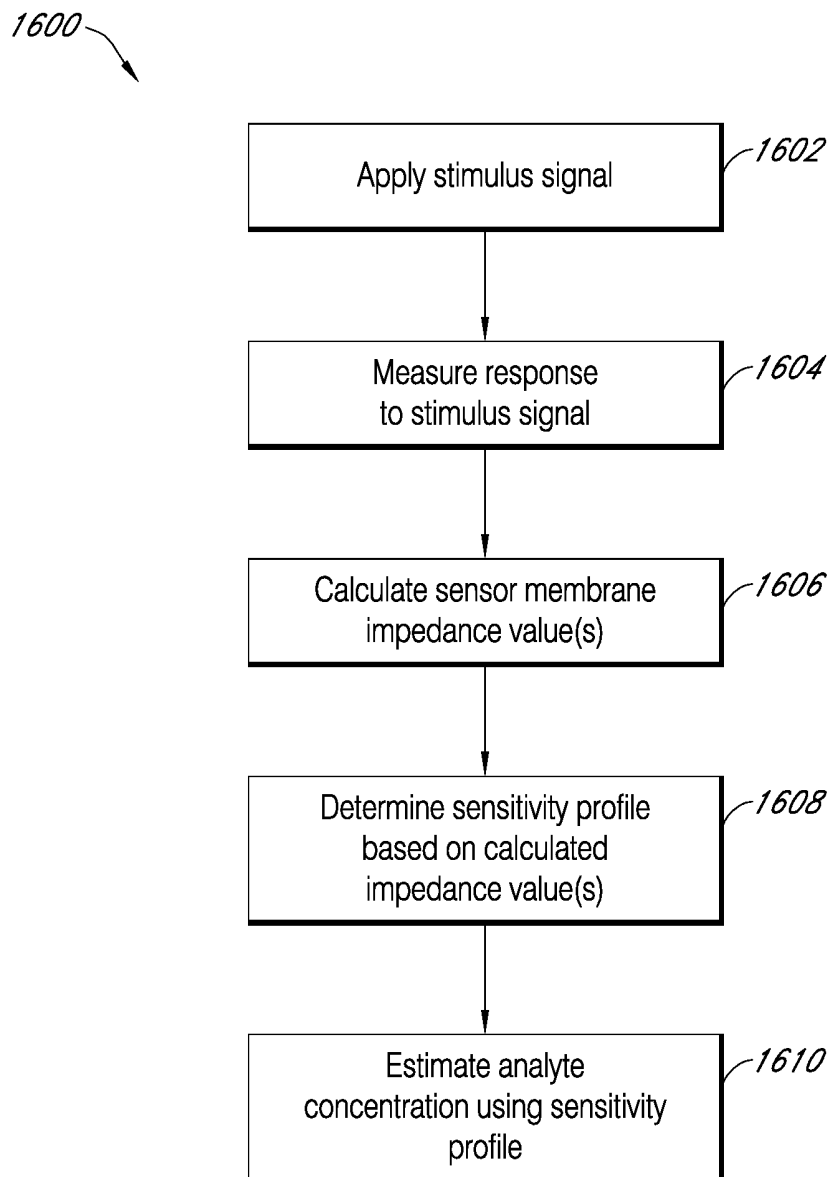 1600
Apply stimulus signal
1602
Measure response
to stimulus signal
1604
Calculate sensor membrane
impedance value(s)
1606
Determine sensitivity profile
based on calculated
impedance value(s)
1608
Estimate analyte
concentration using sensitivity
profile
1610